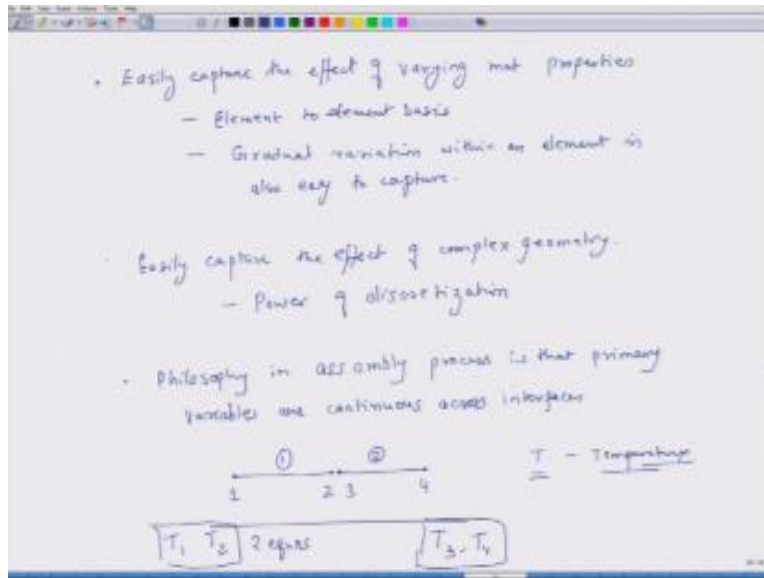 . Easily capture the effect of varying mat properties
- Element to element basis
- Gradual variation within an element is
also easy to capture.
. Easily capture the effect of complex geometry.
- Power of discretization
. Philosophy in assembly process is that primary
variables are continuous across interfaces
① ② T - Temperature
1 2 3 4
T₁ T₂ 2 eqns T₃ - T₄